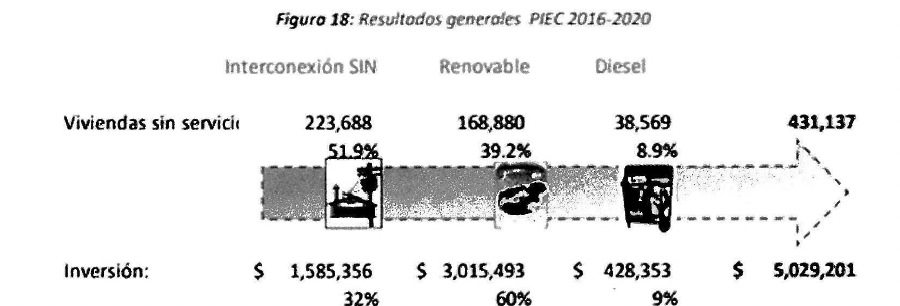 Figura 18: Resultados generales PIEC 2016-2020
Interconexión SIN Renovable Diesel
Viviendas sin servici 223,688 168,880 38,569 431,137
51.9% 39.2% 8.9%
Inversión: $ 1,585,356 $ 3,015,493 $ 428,353 $ 5,029,201
32% 60% 9%